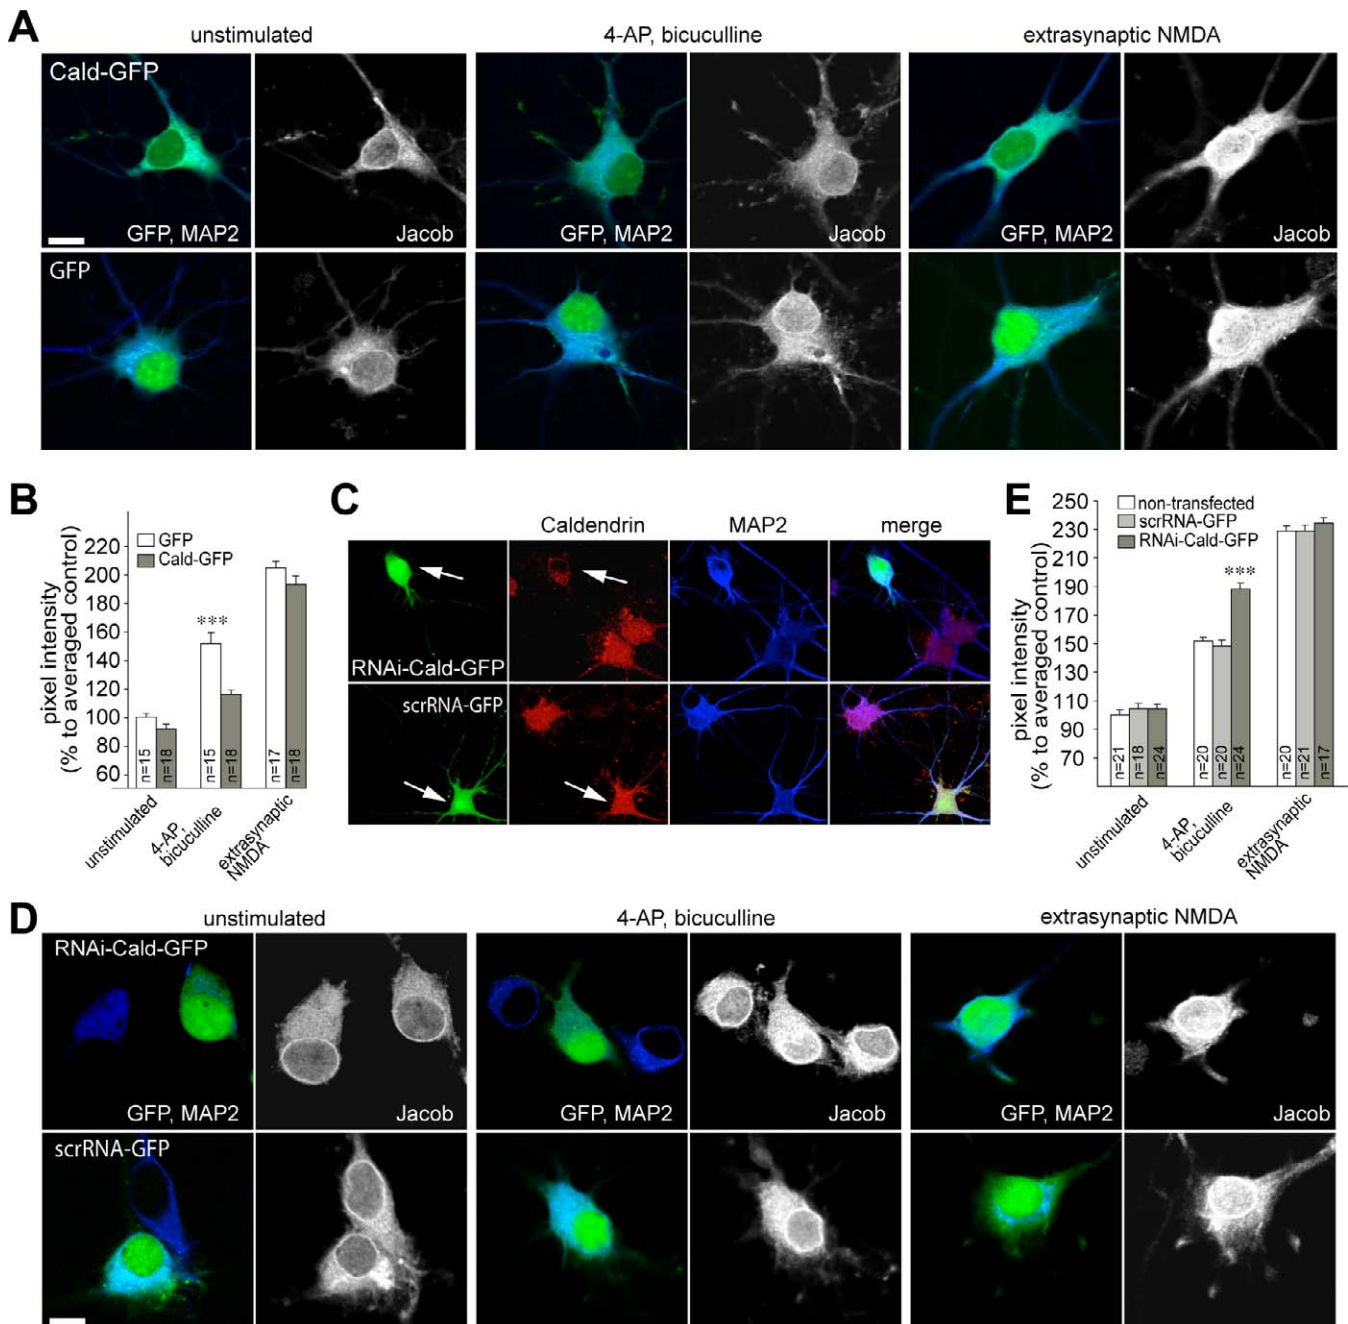 A
unstimulated
4-AP, bicuculline
extrasynaptic NMDA
Cald-GFP
GFP, MAP2
Jacob
GFP, MAP2
Jacob
GFP, MAP2
Jacob
GFP
B
pixel intensity
(% to averaged control)
220
200
180
160
140
120
100
80
60
GFP
Cald-GFP
***
n=15
n=18
n=15
n=18
n=17
n=18
unstimulated
4-AP,
bicuculline
extrasynaptic
NMDA
C
Caldendrin
MAP2
merge
RNAi-Cald-GFP
scrRNA-GFP
E
pixel intensity
(% to averaged control)
250
230
210
190
170
150
130
110
90
70
non-transfected
scrRNA-GFP
RNAi-Cald-GFP
***
n=21
n=18
n=24
n=20
n=20
n=24
n=20
n=21
n=17
unstimulated
4-AP,
bicuculline
extrasynaptic
NMDA
D
unstimulated
4-AP, bicuculline
extrasynaptic NMDA
RNAi-Cald-GFP
GFP, MAP2
Jacob
GFP, MAP2
Jacob
GFP, MAP2
Jacob
scrRNA-GFP